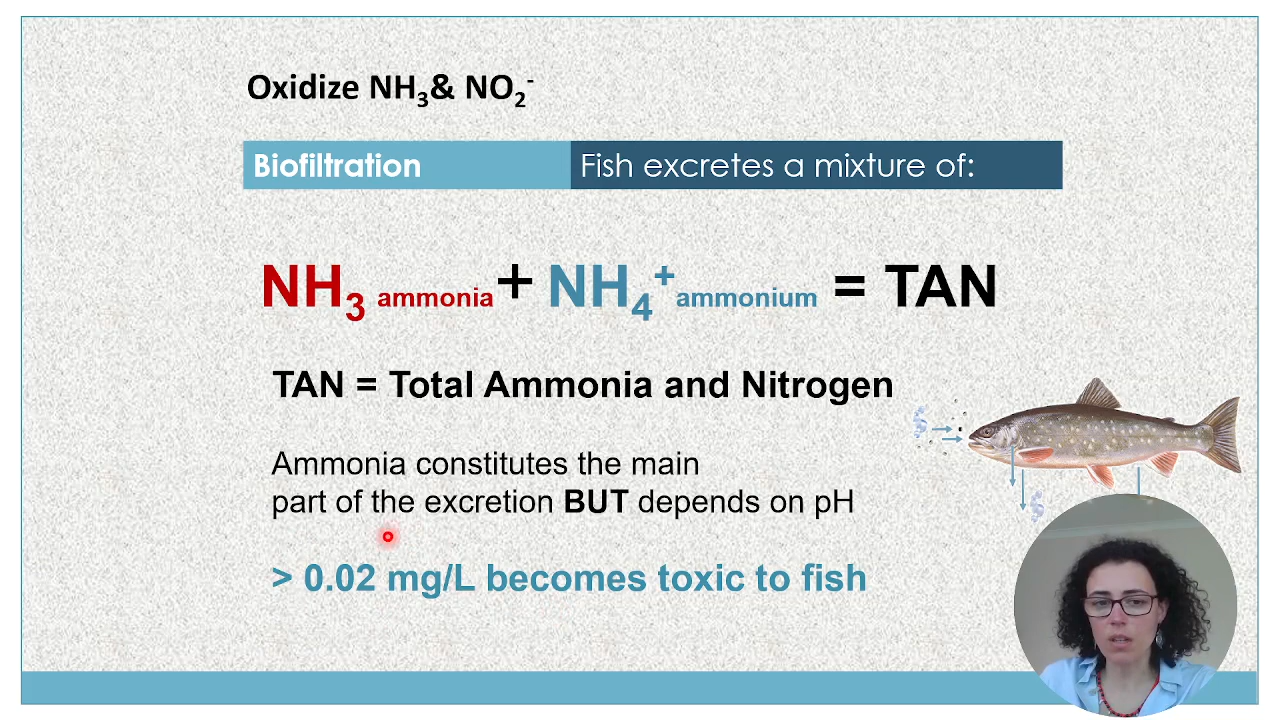 Oxidize NH₃& NO₂⁻
Biofiltration
Fish excretes a mixture of:
NH₃ ammonia + NH₄⁺ ammonium = TAN
TAN = Total Ammonia and Nitrogen
Ammonia constitutes the main
part of the excretion BUT depends on pH
> 0.02 mg/L becomes toxic to fish